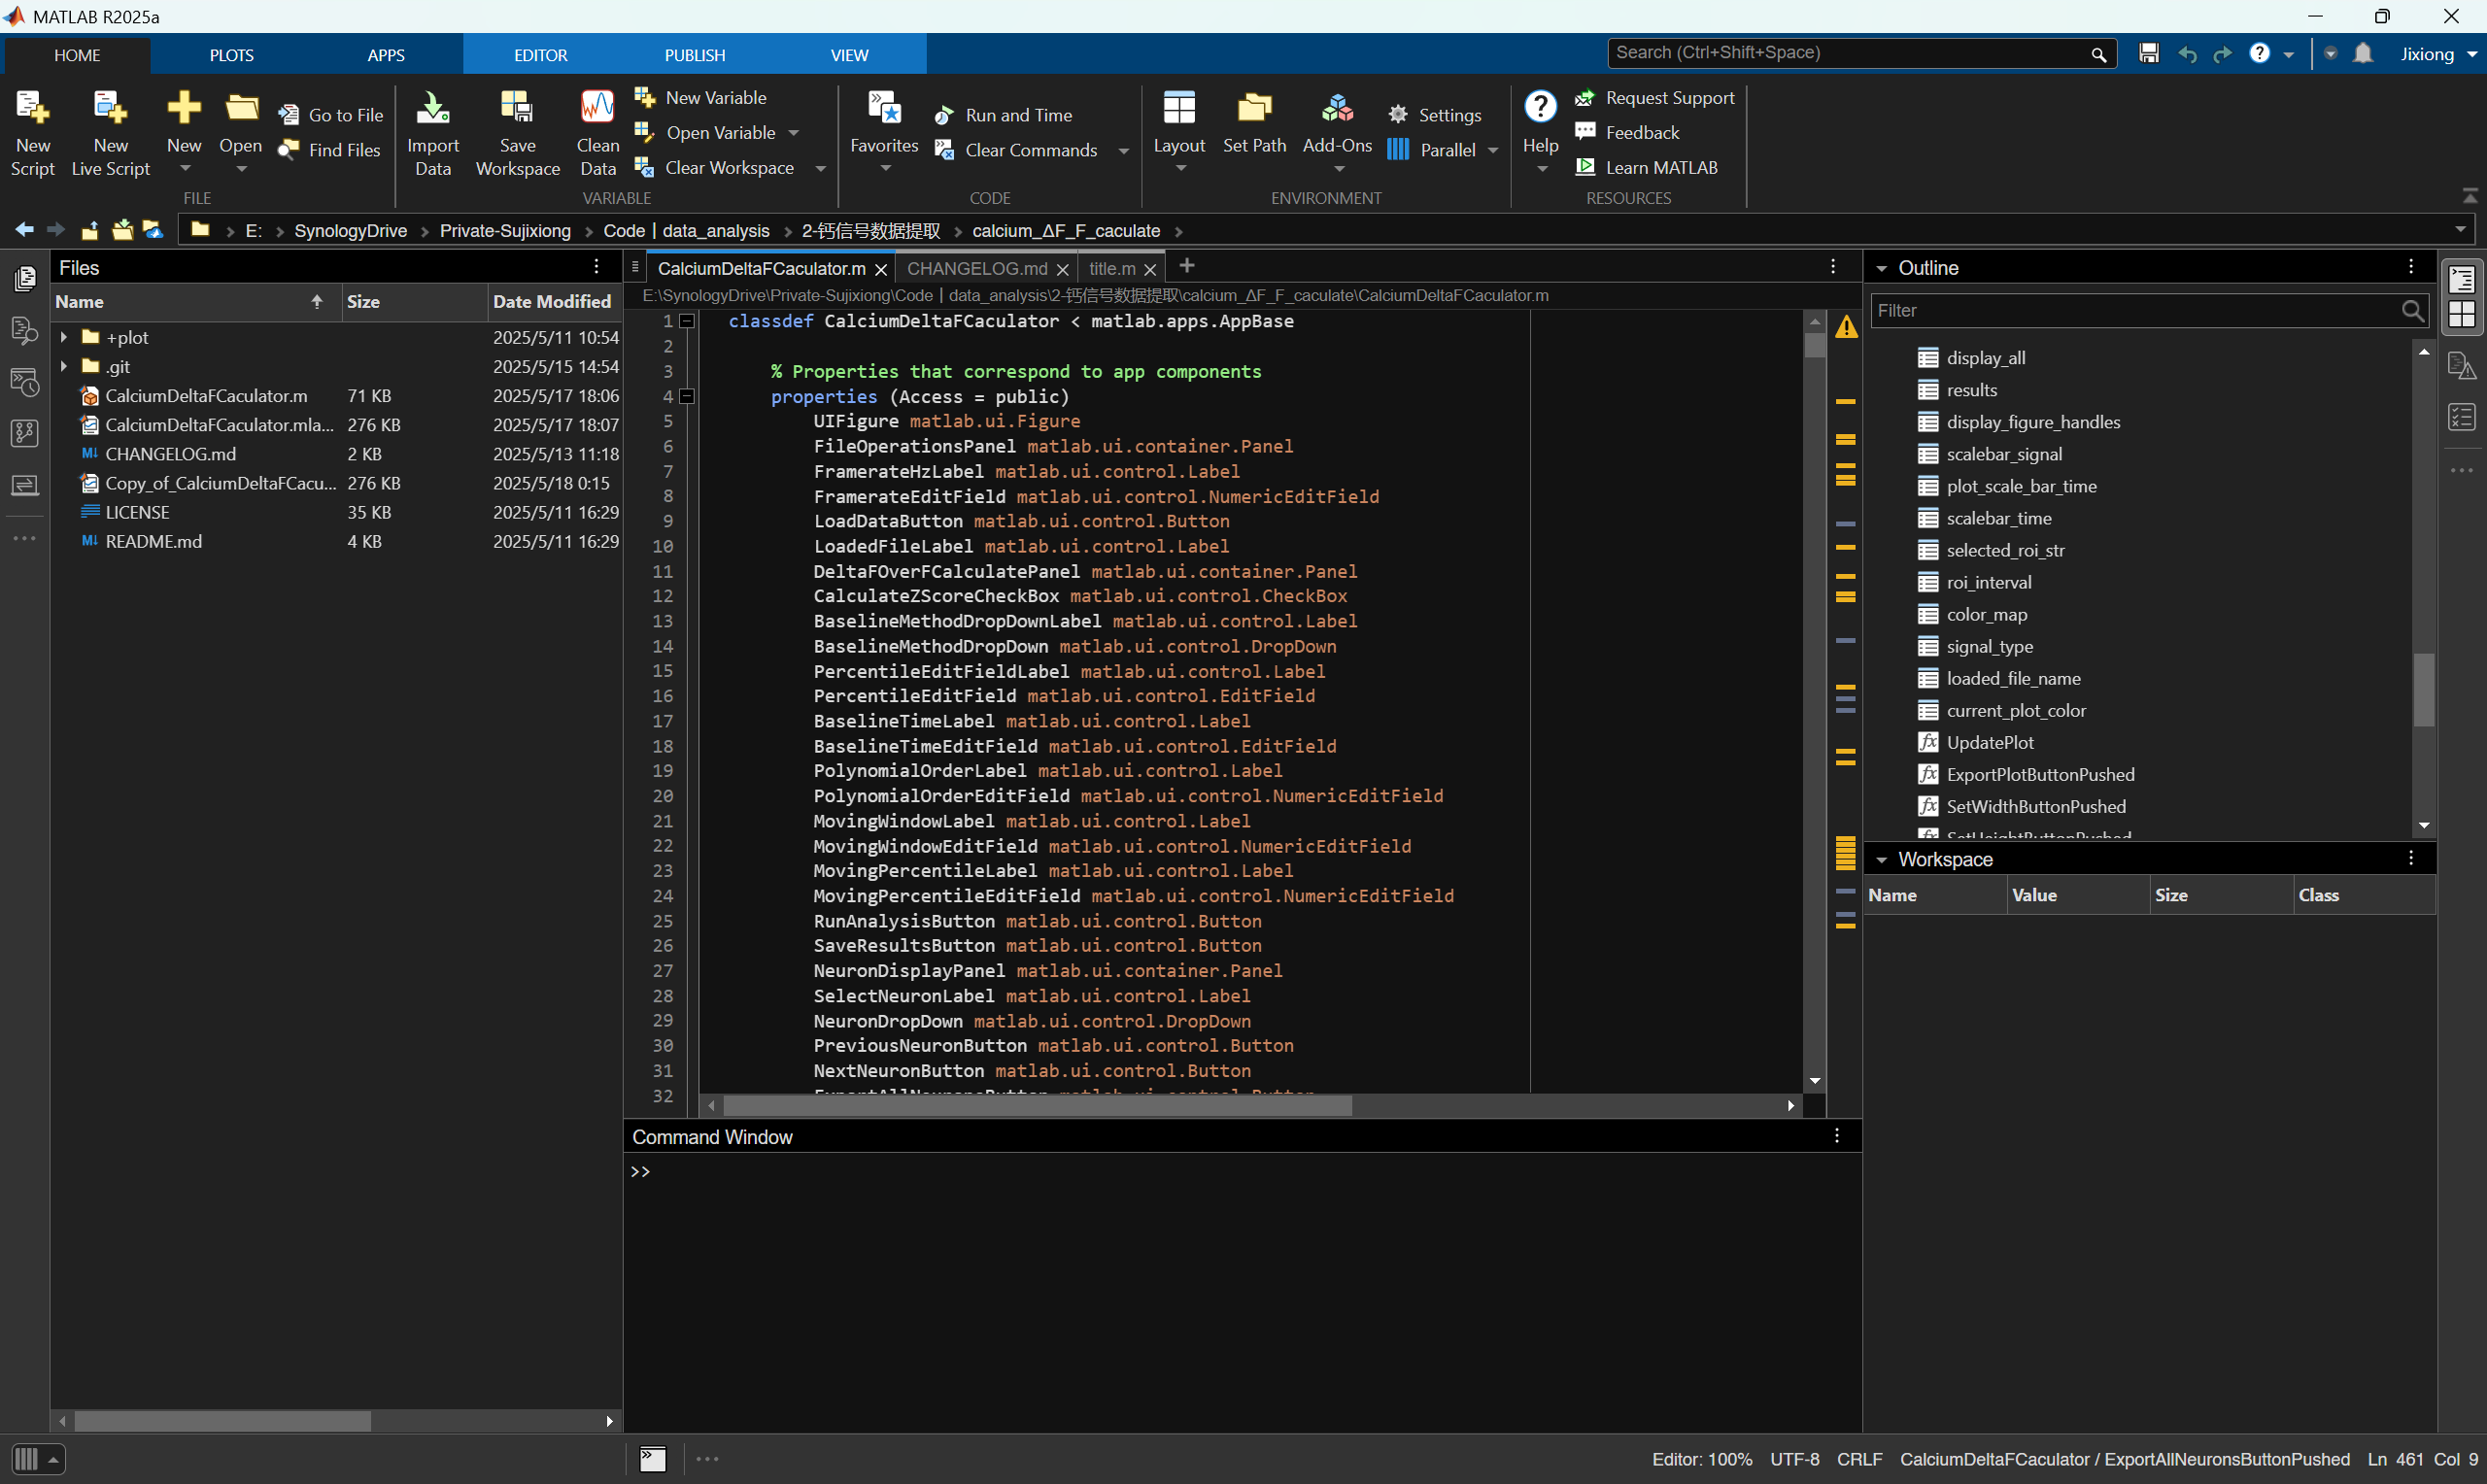 MATLAB R2025a
HOME PLOTS APPS EDITOR PUBLISH VIEW Search (Ctrl+Shift+Space) Jixiong
New Script
New Live Script
New
Open
Go to File
Find Files
FILE
Import Data
Save Workspace
Clean Data
New Variable
Open Variable
Clear Workspace
VARIABLE
Favorites
Run and Time
Clear Commands
CODE
Layout
Set Path
Add-Ons
Settings
Parallel
ENVIRONMENT
Help
Request Support
Feedback
Learn MATLAB
RESOURCES
E: SynologyDrive Private-Sujixiong Code | data_analysis 2-钙信号数据提取 calcium_ΔF_F_caculate
Files
Name Size Date Modified
+plot 2025/5/11 10:54
.git 2025/5/15 14:54
CalciumDeltaFCaculator.m 71 KB 2025/5/17 18:06
CalciumDeltaFCaculator.mla... 276 KB 2025/5/17 18:07
CHANGELOG.md 2 KB 2025/5/13 11:18
Copy_of_CalciumDeltaFCacu... 276 KB 2025/5/18 0:15
LICENSE 35 KB 2025/5/11 16:29
README.md 4 KB 2025/5/11 16:29
CalciumDeltaFCaculator.m CHANGELOG.md title.m
E:\SynologyDrive\Private-Sujixiong\Code | data_analysis\2-钙信号数据提取\calcium_ΔF_F_caculate\CalciumDeltaFCaculator.m
1 classdef CalciumDeltaFCaculator < matlab.apps.AppBase
2
3 % Properties that correspond to app components
4 properties (Access = public)
5 UIFigure matlab.ui.Figure
6 FileOperationsPanel matlab.ui.container.Panel
7 FramerateHzLabel matlab.ui.control.Label
8 FramerateEditField matlab.ui.control.NumericEditField
9 LoadDataButton matlab.ui.control.Button
10 LoadedFileLabel matlab.ui.control.Label
11 DeltaFOverFCalculatePanel matlab.ui.container.Panel
12 CalculateZScoreCheckBox matlab.ui.control.CheckBox
13 BaselineMethodDropDownLabel matlab.ui.control.Label
14 BaselineMethodDropDown matlab.ui.control.DropDown
15 PercentileEditFieldLabel matlab.ui.control.Label
16 PercentileEditField matlab.ui.control.EditField
17 BaselineTimeLabel matlab.ui.control.Label
18 BaselineTimeEditField matlab.ui.control.EditField
19 PolynomialOrderLabel matlab.ui.control.Label
20 PolynomialOrderEditField matlab.ui.control.NumericEditField
21 MovingWindowLabel matlab.ui.control.Label
22 MovingWindowEditField matlab.ui.control.NumericEditField
23 MovingPercentileLabel matlab.ui.control.Label
24 MovingPercentileEditField matlab.ui.control.NumericEditField
25 RunAnalysisButton matlab.ui.control.Button
26 SaveResultsButton matlab.ui.control.Button
27 NeuronDisplayPanel matlab.ui.container.Panel
28 SelectNeuronLabel matlab.ui.control.Label
29 NeuronDropDown matlab.ui.control.DropDown
30 PreviousNeuronButton matlab.ui.control.Button
31 NextNeuronButton matlab.ui.control.Button
32
Command Window
>>
Outline
Filter
display_all
results
display_figure_handles
scalebar_signal
plot_scale_bar_time
scalebar_time
selected_roi_str
roi_interval
color_map
signal_type
loaded_file_name
current_plot_color
fx UpdatePlot
fx ExportPlotButtonPushed
fx SetWidthButtonPushed
Workspace
Name Value Size Class
Editor: 100% UTF-8 CRLF CalciumDeltaFCaculator / ExportAllNeuronsButtonPushed Ln 461 Col 9